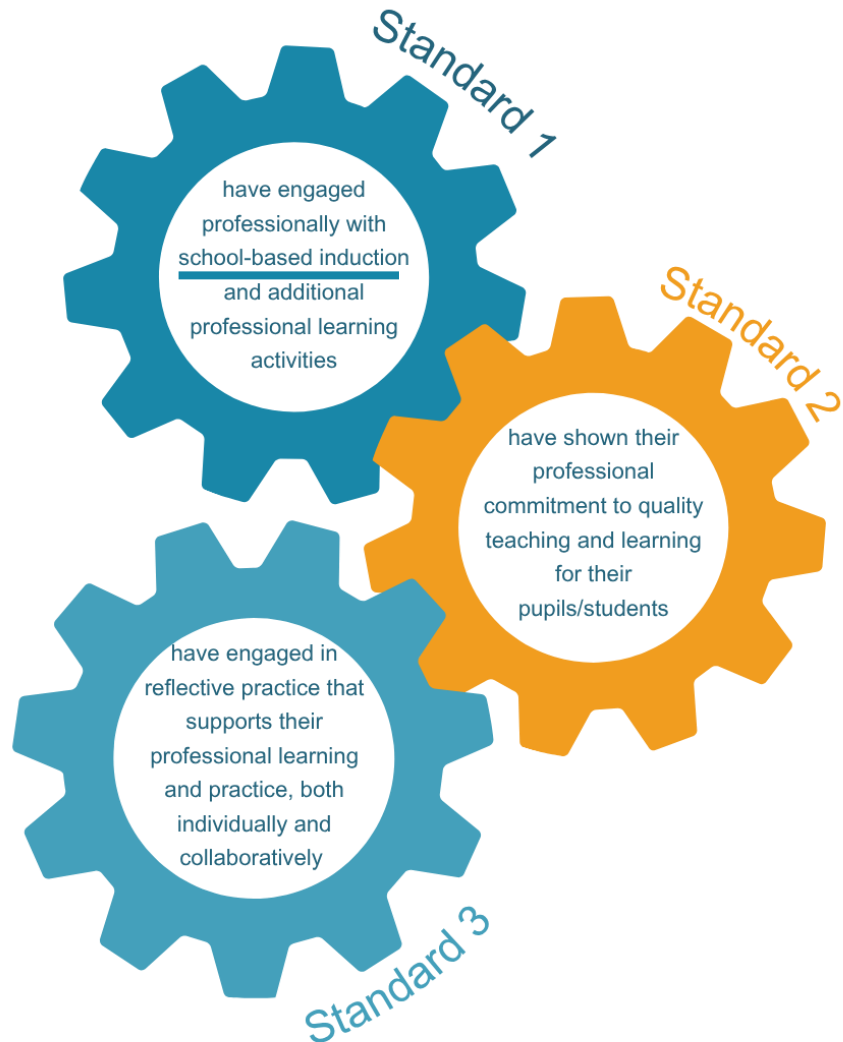 Standard 1
have engaged
professionally with
school-based induction
and additional
professional learning
activities
Standard 2
have shown their
professional
commitment to quality
teaching and learning
for their
pupils/students
have engaged in
reflective practice that
supports their
professional learning
and practice, both
individually and
collaboratively
Standard 3